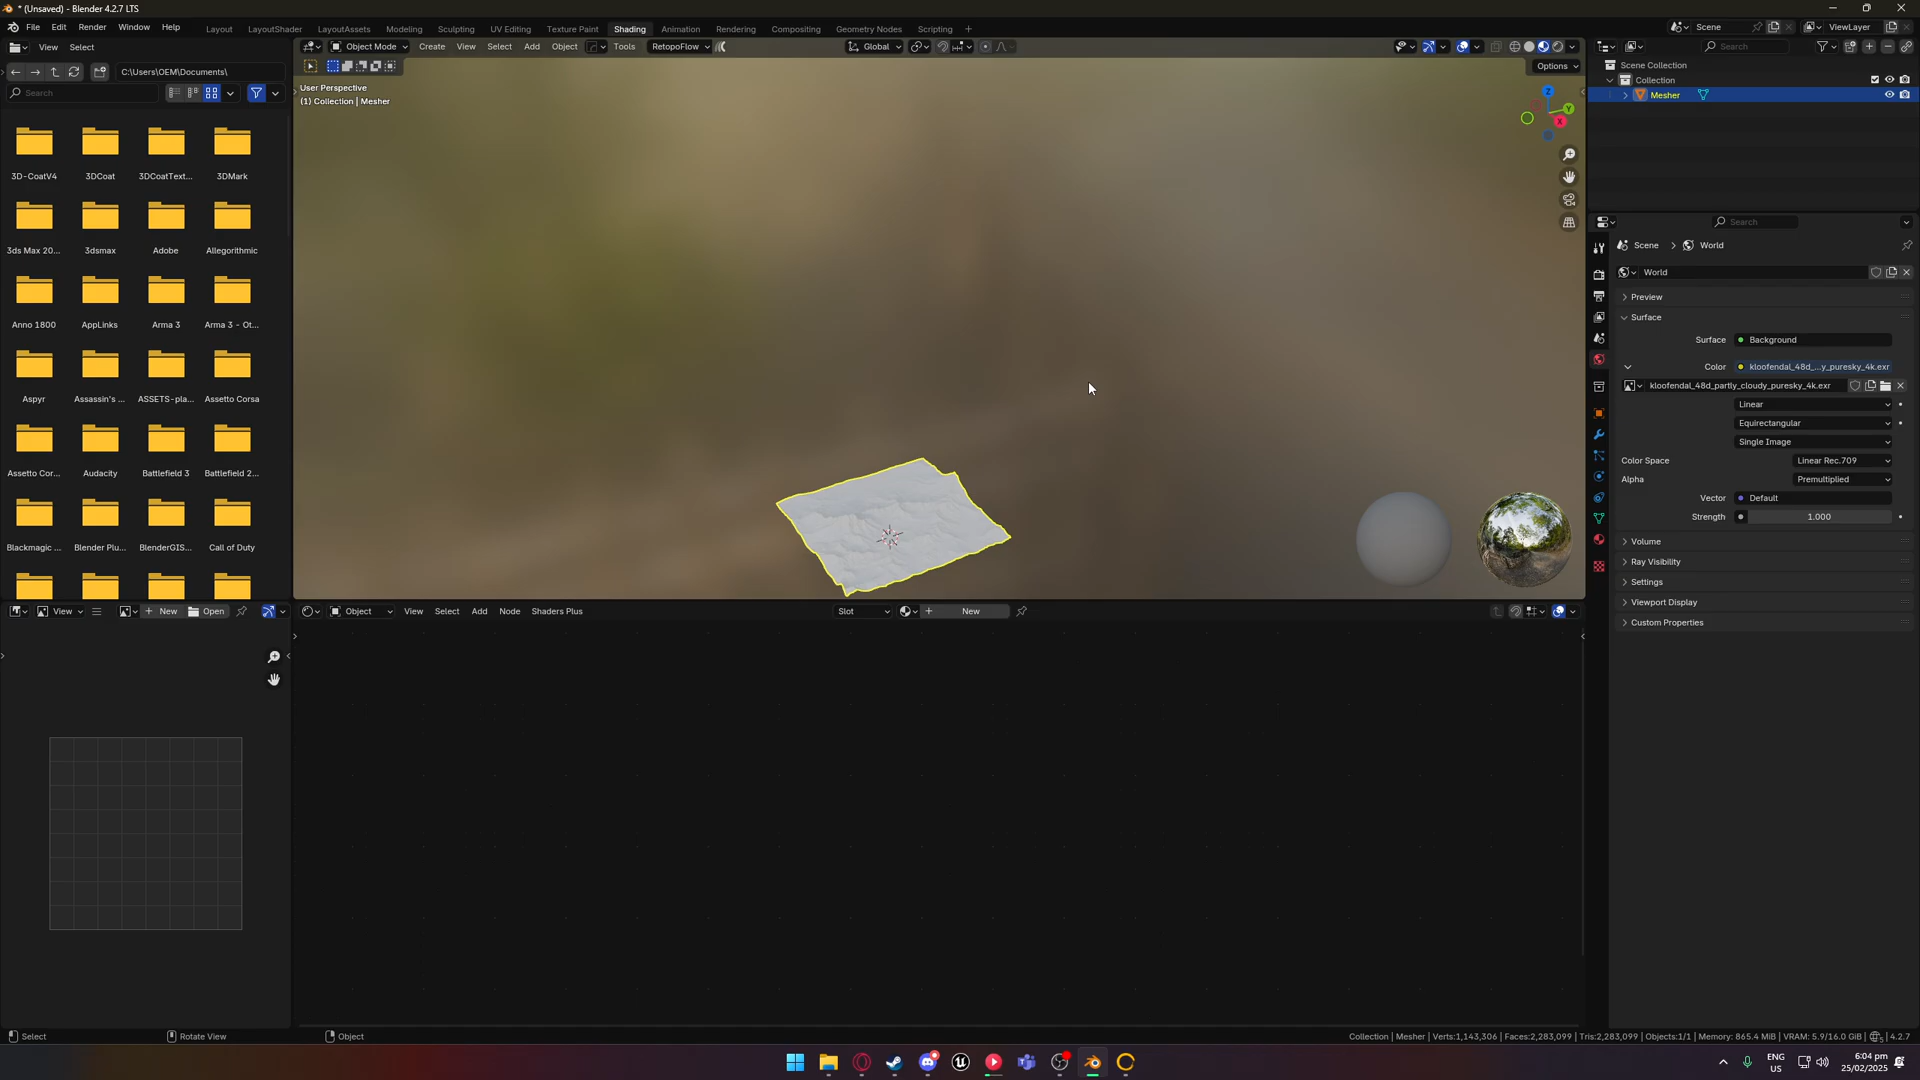 * (Unsaved) - Blender 4.2.7 LTS
File Edit Render Window Help
Layout LayoutShader LayoutAssets Modeling Sculpting UV Editing Texture Paint Shading Animation Rendering Compositing Geometry Nodes Scripting +
Scene
ViewLayer
View Select
Object Mode Create View Select Add Object Tools RetopoFlow
Global
Search
C:\Users\OEM\Documents\
Options
Search
User Perspective
(1) Collection | Mesher
Z
Y
X
Scene Collection
Collection
Mesher
3D-CoatV4 3DCoat 3DCoatText... 3DMark
3ds Max 20... 3dsmax Adobe Allegorithmic
Anno 1800 AppLinks Arma 3 Arma 3 - Ot...
Aspyr Assassin's ... ASSETS-pla... Assetto Corsa
Assetto Cor... Audacity Battlefield 3 Battlefield 2...
Blackmagic ... Blender Plu... BlenderGIS... Call of Duty
Search
Scene > World
World
Preview
Surface
Surface Background
Color kloofendal_48d_...y_puresky_4k.exr
kloofendal_48d_partly_cloudy_puresky_4k.exr
Linear
Equirectangular
Single Image
Color Space Linear Rec.709
Alpha Premultiplied
Vector Default
Strength 1.000
Volume
Ray Visibility
Settings
Viewport Display
Custom Properties
View New Open
Object View Select Add Node Shaders Plus
Slot
New
Select
Rotate View
Object
Collection | Mesher | Verts:1,143,306 | Faces:2,283,099 | Tris:2,283,099 | Objects:1/1 | Memory: 865.4 MiB | VRAM: 5.9/16.0 GiB | 4.2.7
ENG
US
6:04 pm
25/02/2025